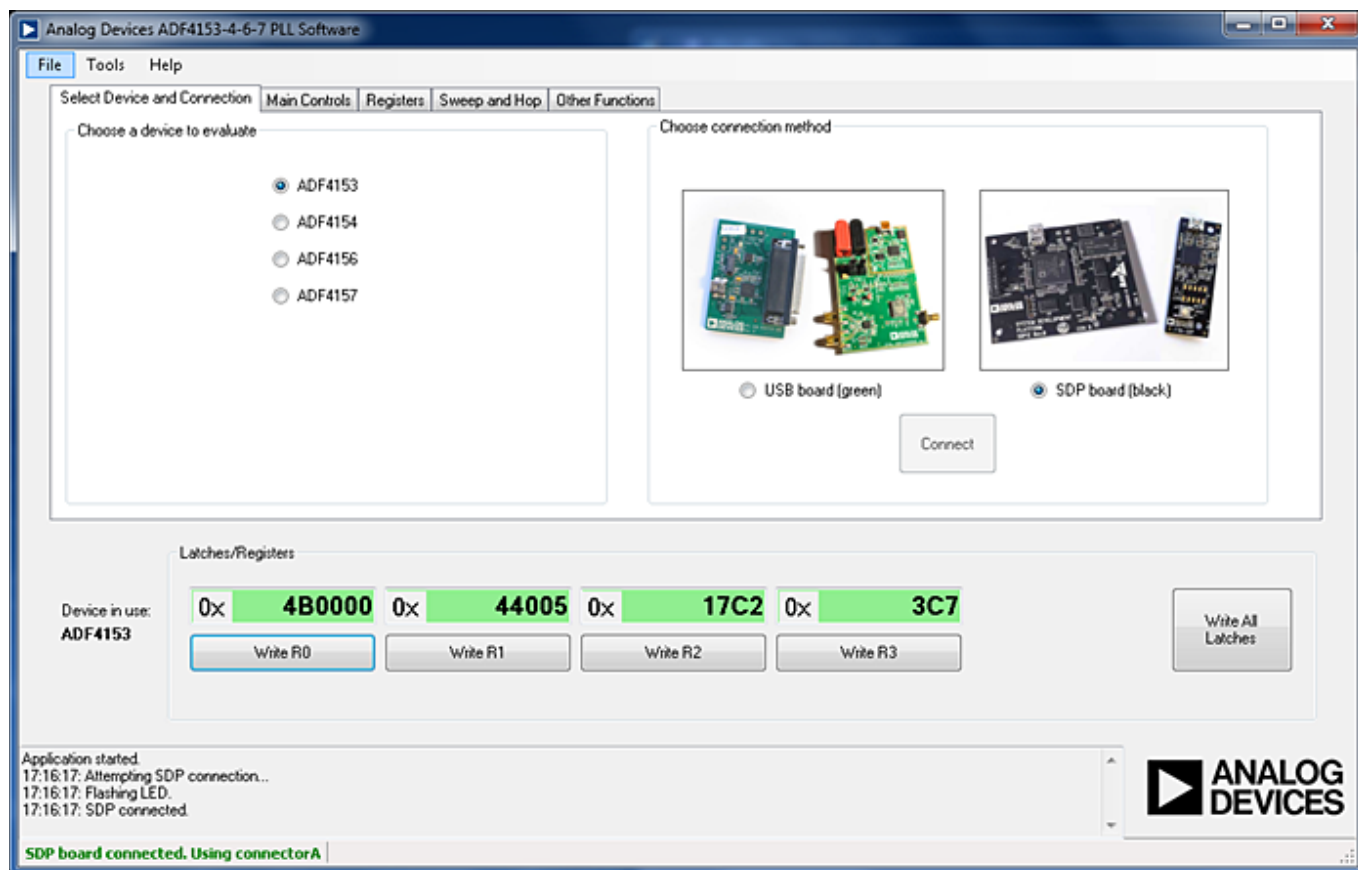 Analog Devices ADF4153-4-6-7 PLL Software
File Tools Help
Select Device and Connection Main Controls Registers Sweep and Hop Other Functions
Choose a device to evaluate
ADF4153
ADF4154
ADF4156
ADF4157
Choose connection method
ANALOG DEVICES
USB board (green)
SDP board (black)
Connect
Latches/Registers
Device in use:
ADF4153
0x 4B0000 0x 44005 0x 17C2 0x 3C7
Write R0 Write R1 Write R2 Write R3
Write All
Latches
Application started.
17:16:17: Attempting SDP connection...
17:16:17: Flashing LED.
17:16:17: SDP connected.
ANALOG
DEVICES
SDP board connected. Using connectorA